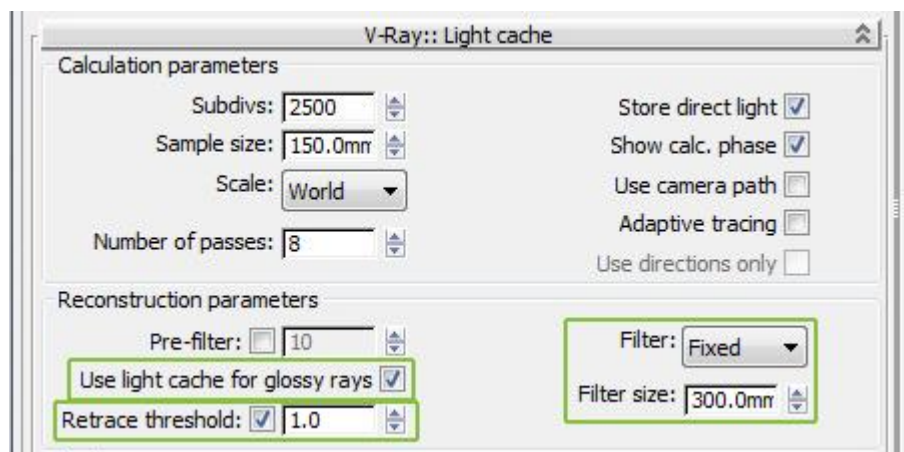 V-Ray:: Light cache
Calculation parameters
Subdivs: 2500
Store direct light
Sample size: 150.0mm
Show calc. phase
Scale: World
Use camera path
Adaptive tracing
Number of passes: 8
Use directions only
Reconstruction parameters
Pre-filter: 10
Filter: Fixed
Use light cache for glossy rays
Filter size: 300.0mm
Retrace threshold: 1.0